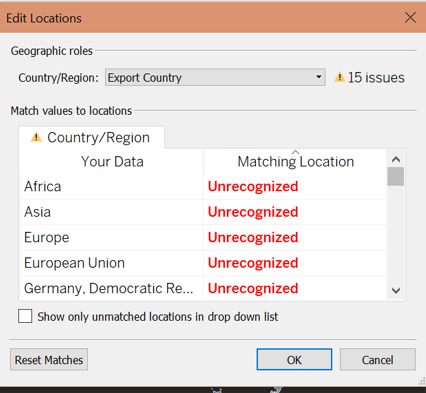 Edit Locations
Geographic roles
Country/Region: Export Country 15 issues
Match values to locations
Country/Region
Your Data Matching Location
Africa Unrecognized
Asia Unrecognized
Europe Unrecognized
European Union Unrecognized
Germany, Democratic Re... Unrecognized
Show only unmatched locations in drop down list
Reset Matches OK Cancel